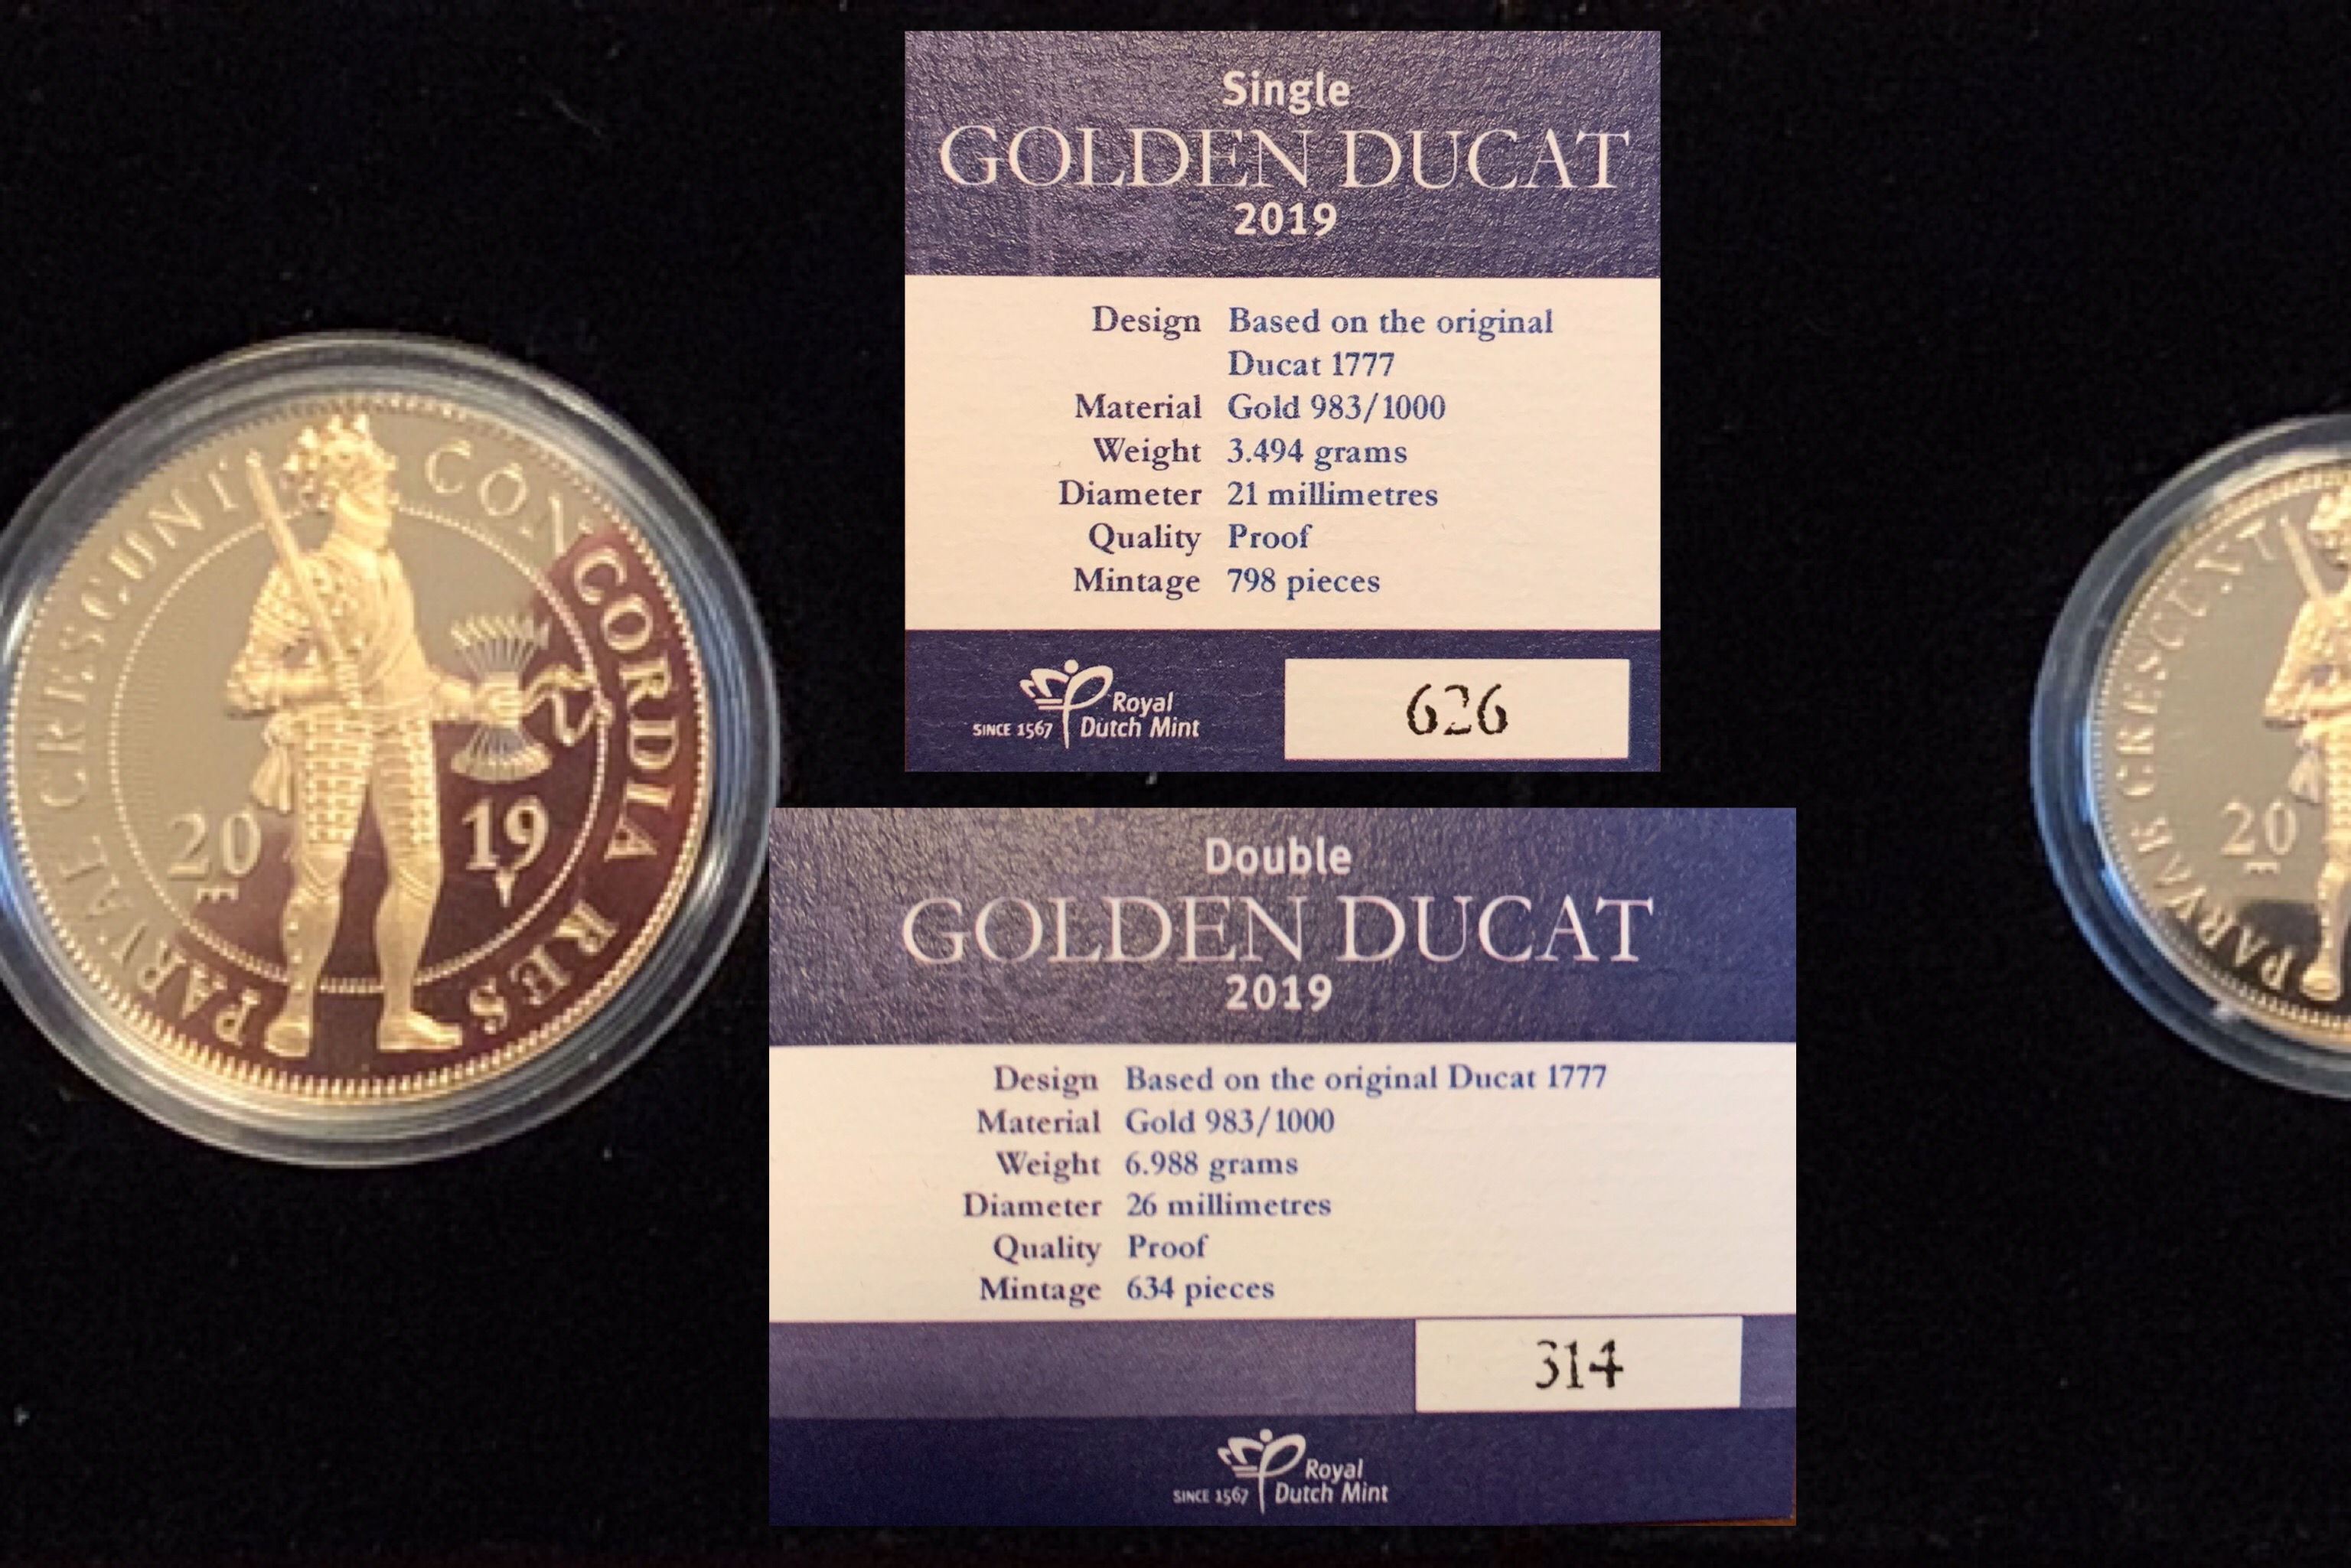 CONCORDIA RES PARVAE CRESCUNT
20 19
Single
GOLDEN DUCAT
2019
Design Based on the original
Ducat 1777
Material Gold 983/1000
Weight 3.494 grams
Diameter 21 millimetres
Quality Proof
Mintage 798 pieces
SINCE 1567 Royal
Dutch Mint
626
Double
GOLDEN DUCAT
2019
Design Based on the original Ducat 1777
Material Gold 983/1000
Weight 6.988 grams
Diameter 26 millimetres
Quality Proof
Mintage 634 pieces
314
SINCE 1567 Royal
Dutch Mint
PARVAE CRESCUNT
20